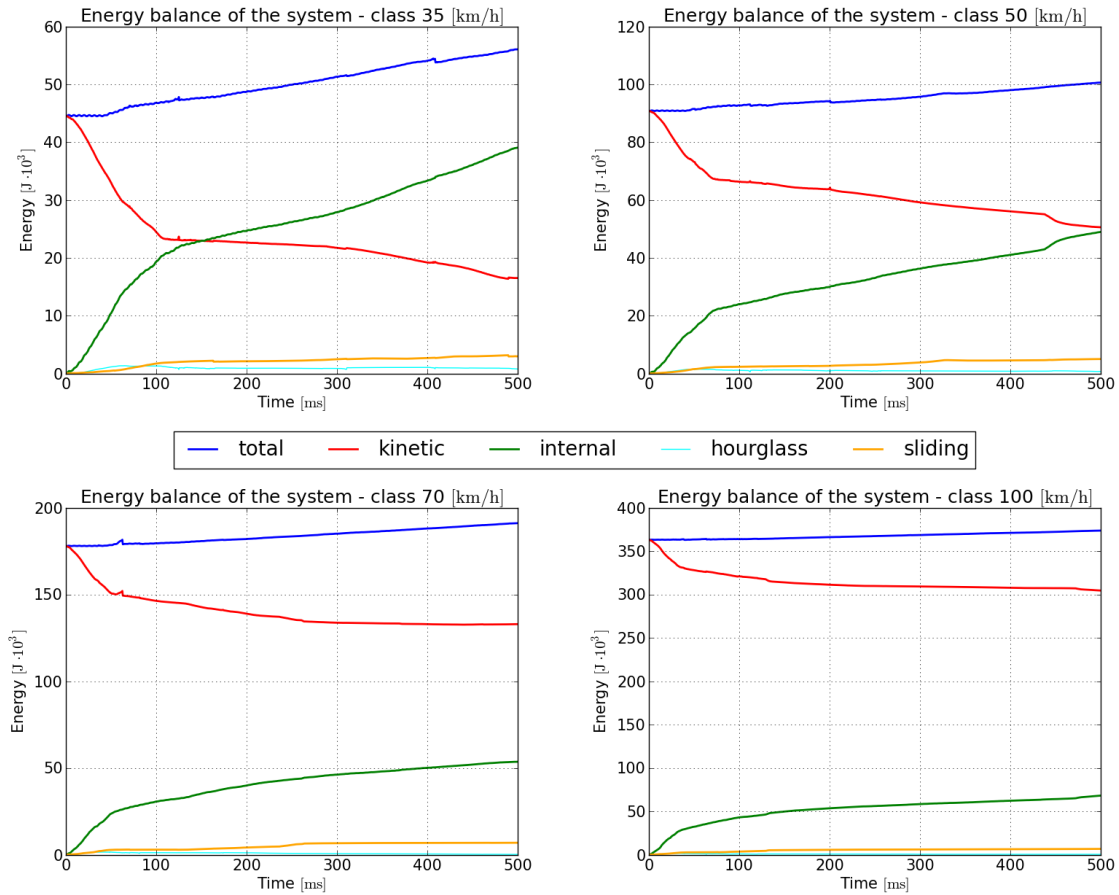 Energy balance of the system - class 35 [km/h]
Energy balance of the system - class 50 [km/h]
60
50
40
30
20
10
0
Energy [J ·10³]
0 100 200 300 400 500
Time [ms]
120
100
80
60
40
20
0
Energy [J ·10³]
0 100 200 300 400 500
Time [ms]
total kinetic internal hourglass sliding
Energy balance of the system - class 70 [km/h]
Energy balance of the system - class 100 [km/h]
200
150
100
50
0
Energy [J ·10³]
0 100 200 300 400 500
Time [ms]
400
350
300
250
200
150
100
50
0
Energy [J ·10³]
0 100 200 300 400 500
Time [ms]